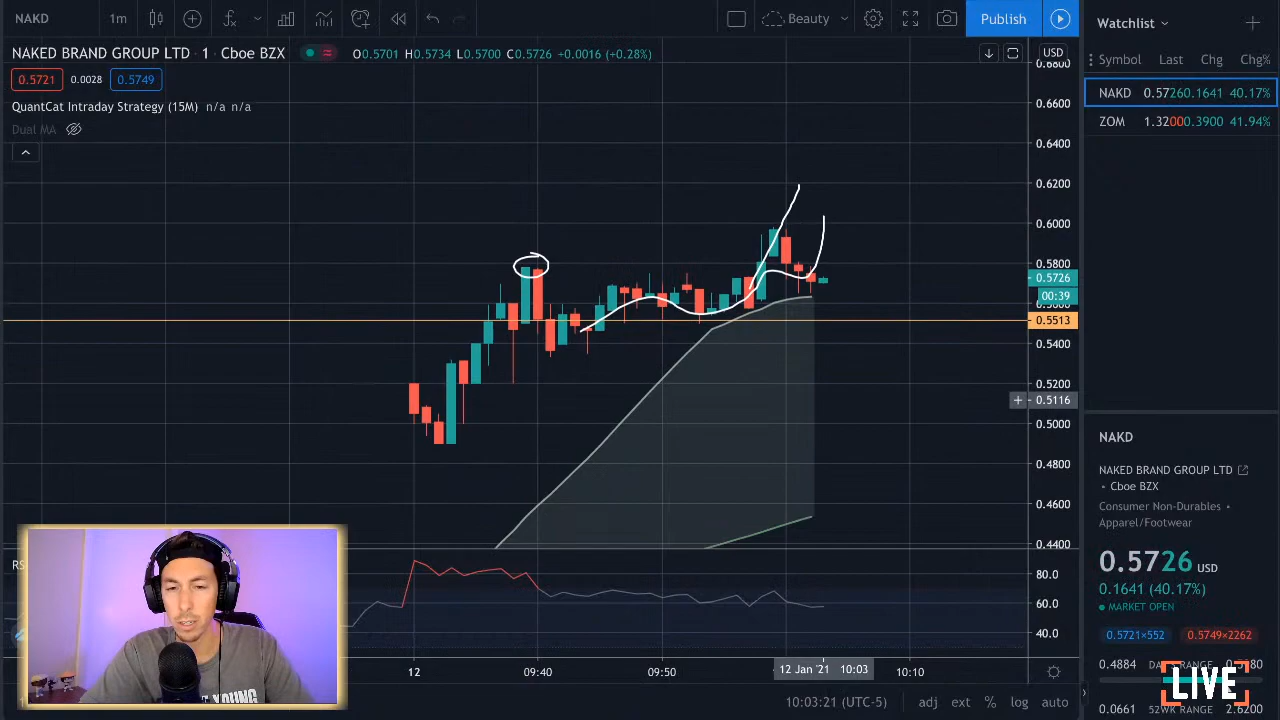 NAKD 1m Beauty Publish
NAKED BRAND GROUP LTD · 1 · Cboe BZX O0.5701 H0.5734 L0.5700 C0.5726 +0.0016 (+0.28%)
0.5721 0.0028 0.5749
QuantCat Intraday Strategy (15M) n/a n/a
Dual MA
USD
0.6800
0.6600
0.6400
0.6200
0.6000
0.5800
0.5726
00:39
0.5513
0.5400
0.5200
+ 0.5116
0.5000
0.4800
0.4600
0.4400
80.0
60.0
40.0
12 09:40 09:50 12 Jan '21 10:03 10:10
10:03:21 (UTC-5) adj ext % log auto
Watchlist
Symbol Last Chg Chg%
NAKD 0.5726 0.1641 40.17%
ZOM 1.3200 0.3900 41.94%
NAKD
NAKED BRAND GROUP LTD
• Cboe BZX
Consumer Non-Durables •
Apparel/Footwear
0.5726 USD
0.1641 (40.17%)
MARKET OPEN
0.5721×552 0.5749×2262
0.4884
LIVE
0.0661 52WK RANGE 2.6200